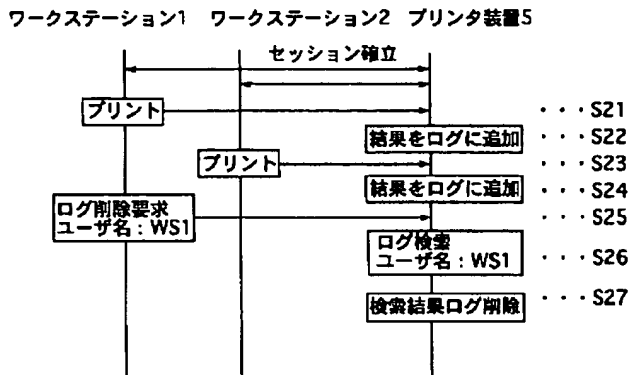 ワークステーション1 ワークステーション2 プリンタ装置5
セッション確立
プリント ・・・S21
結果をログに追加 ・・・S22
プリント ・・・S23
結果をログに追加 ・・・S24
ログ削除要求
ユーザ名：WS1
・・・S25
ログ検索
ユーザ名：WS1
・・・S26
検索結果ログ削除 ・・・S27